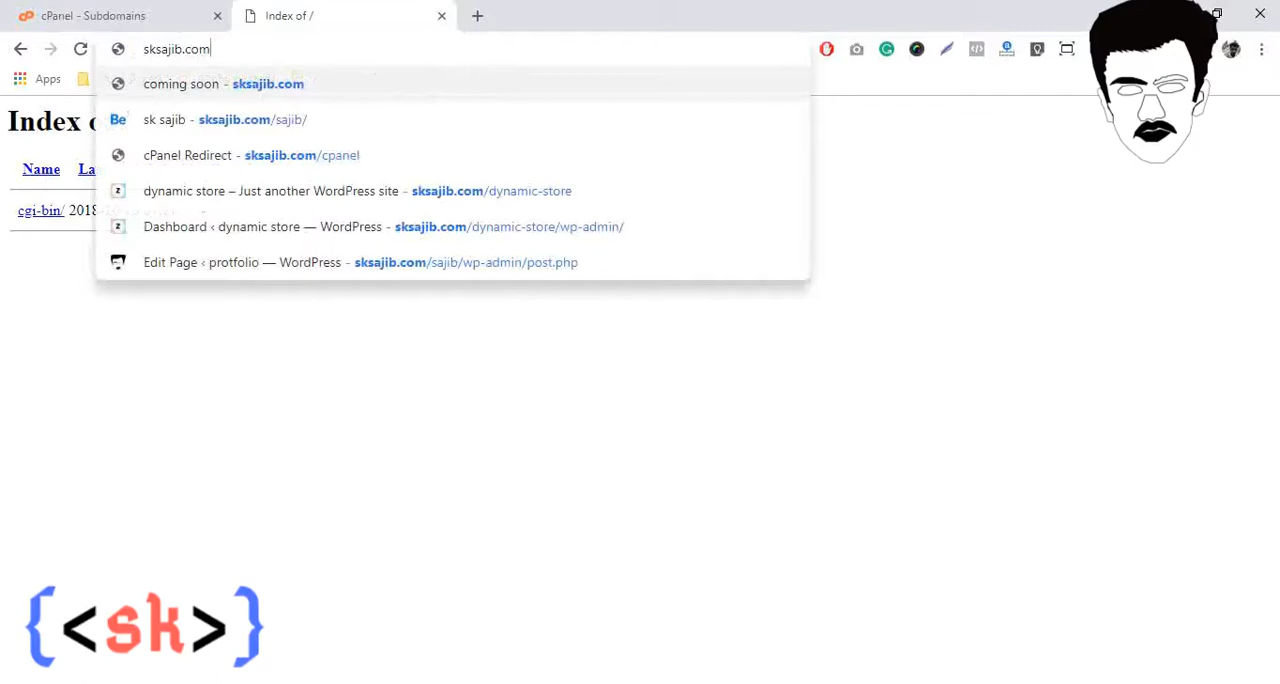 cPanel - Subdomains
Index of /
sksajib.com
Apps
coming soon - sksajib.com
sk sajib - sksajib.com/sajib/
cPanel Redirect - sksajib.com/cpanel
dynamic store – Just another WordPress site - sksajib.com/dynamic-store
Dashboard ‹ dynamic store — WordPress - sksajib.com/dynamic-store/wp-admin/
Edit Page ‹ protfolio — WordPress - sksajib.com/sajib/wp-admin/post.php
Index
Name
cgi-bin/
{<sk>}